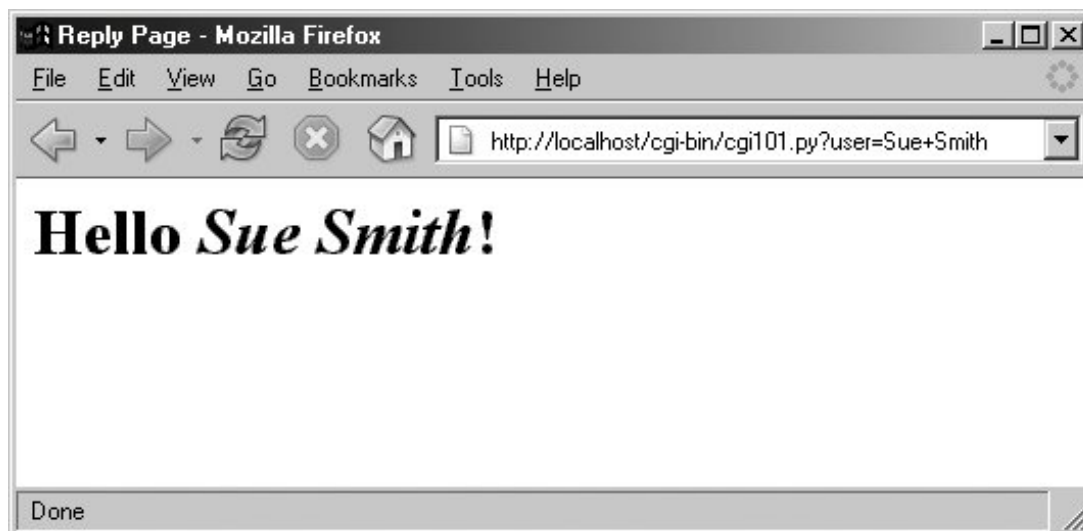 Reply Page - Mozilla Firefox
File Edit View Go Bookmarks Tools Help
http://localhost/cgi-bin/cgi101.py?user=Sue+Smith
Hello Sue Smith!
Done